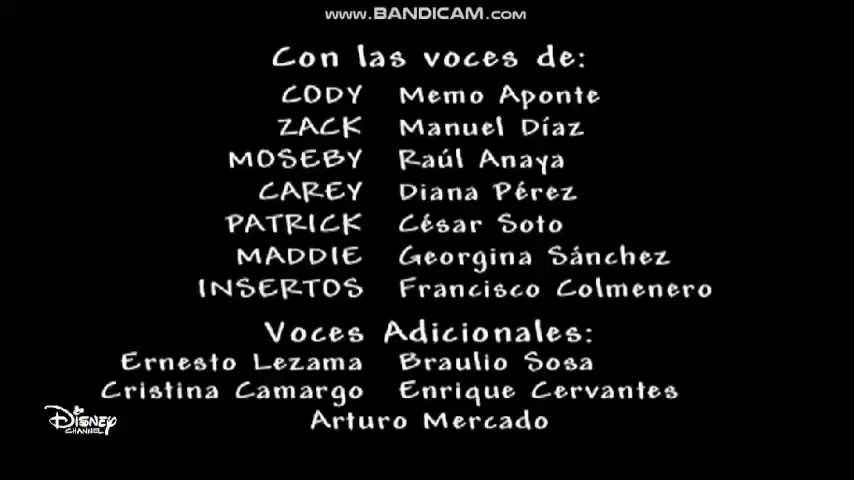 www.BANDICAM.com
Con las voces de:
CODY Memo Aponte
ZACK Manuel Díaz
MOSEBY Raúl Anaya
CAREY Diana Pérez
PATRICK César Soto
MADDIE Georgina Sánchez
INSERTOS Francisco Colmenero
Voces Adicionales:
Ernesto Lezama Braulio Sosa
Cristina Camargo Enrique Cervantes
Arturo Mercado
Disney CHANNEL